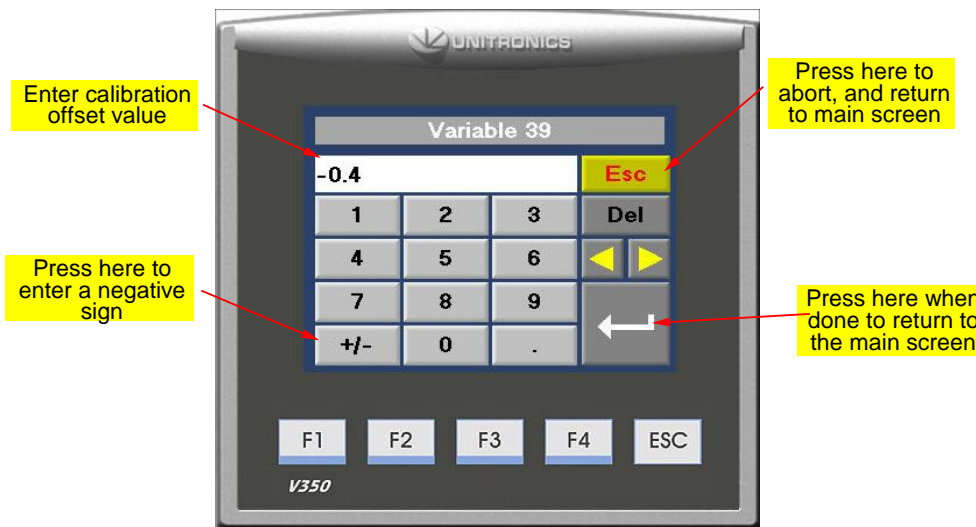 UNITRONICS
Enter calibration
offset value
Press here to
abort, and return
to main screen
Variable 39
-0.4
Esc
1 2 3 Del
4 5 6
Press here to
enter a negative
sign
7 8 9
Press here when
done to return to
the main screen
+/- 0 .
F1 F2 F3 F4 ESC
V350